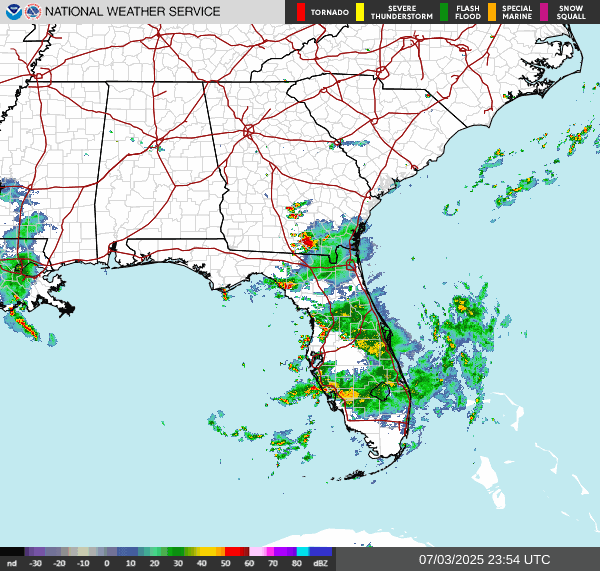 NATIONAL WEATHER SERVICE
TORNADO
SEVERE
THUNDERSTORM
FLASH
FLOOD
SPECIAL
MARINE
SNOW
SQUALL
nd -30 -20 -10 0 10 20 30 40 50 60 70 80 dBZ
07/03/2025 23:54 UTC